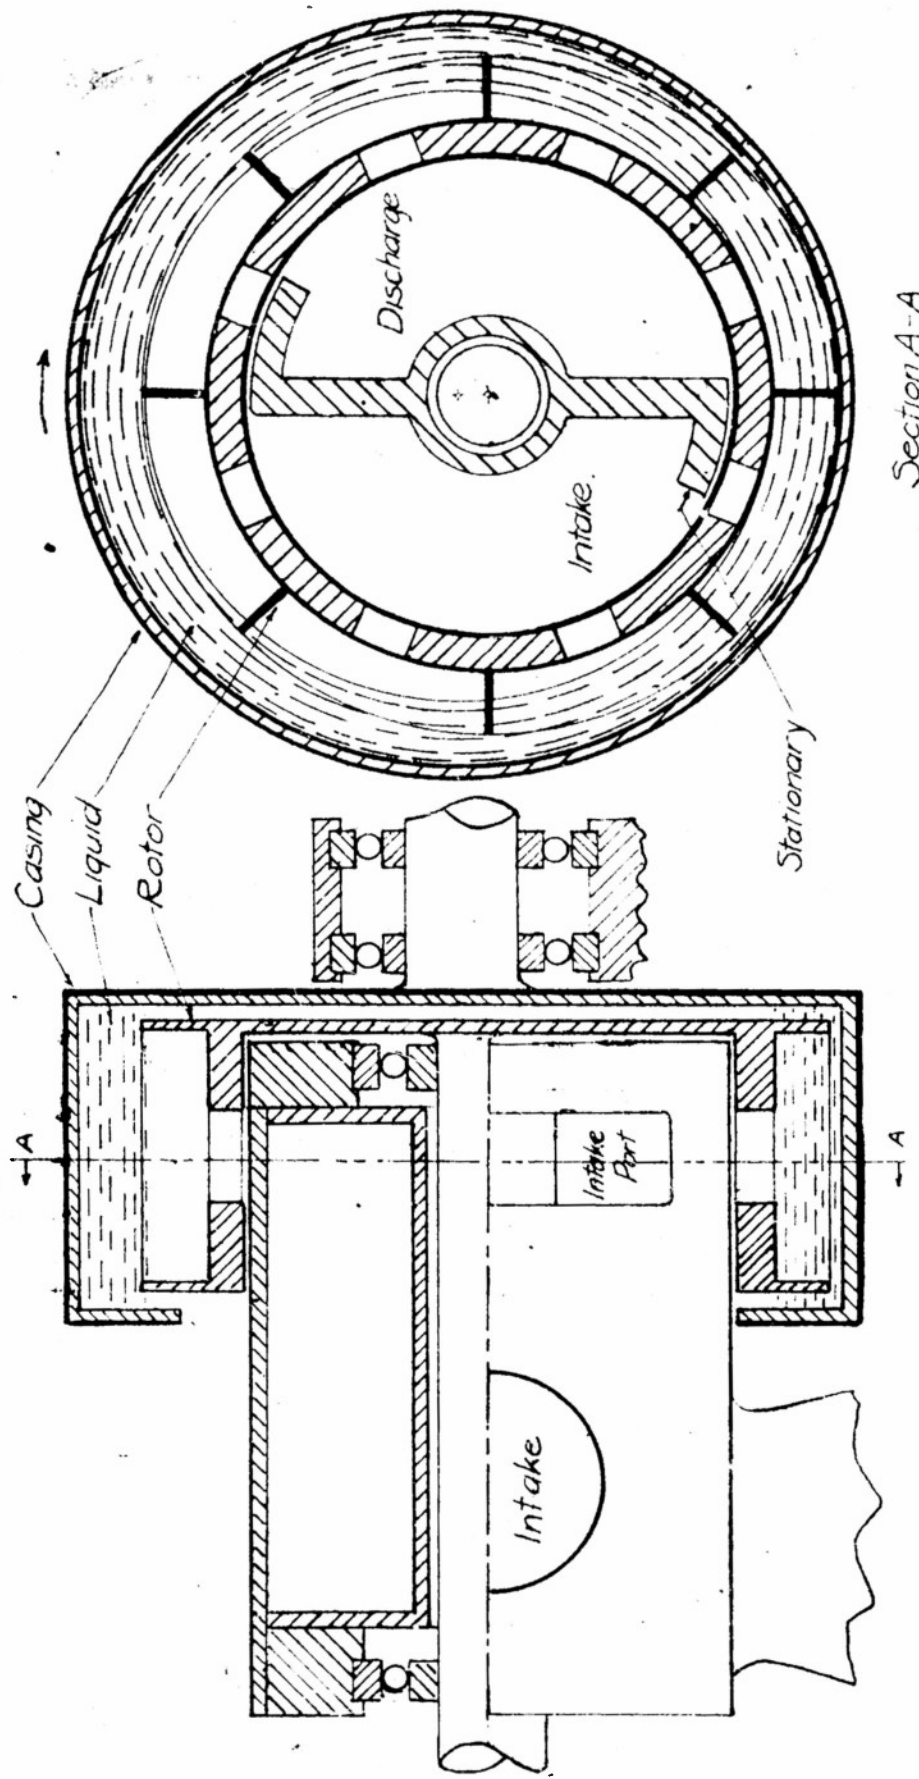 Casing
Liquid
Rotor
Discharge
Intake.
Stationary
Section A-A
A
A
Intake
Port
Intake